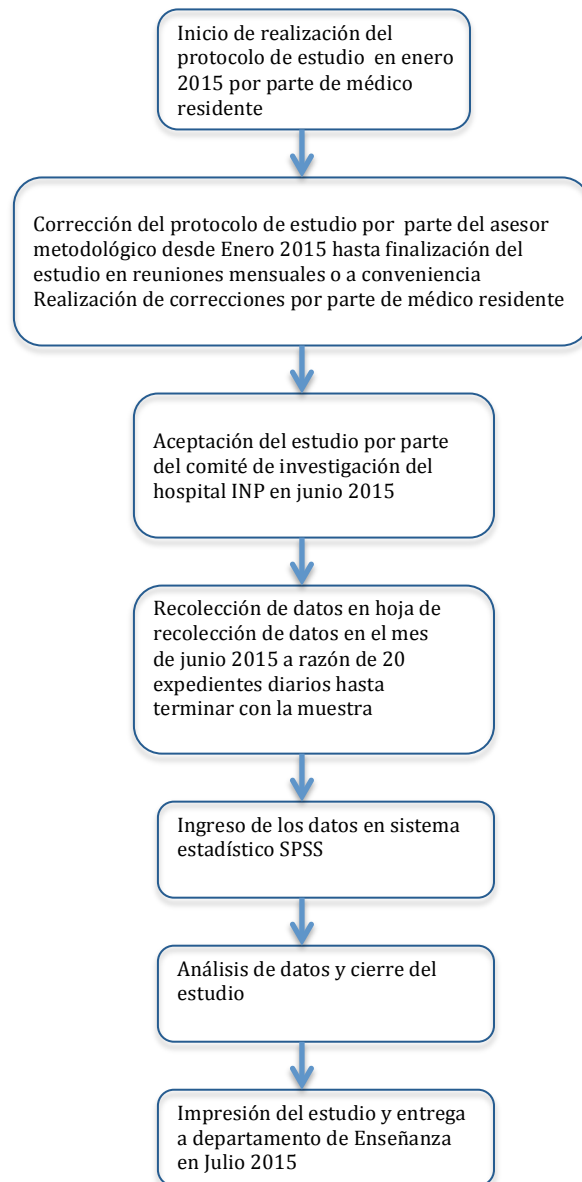 Inicio de realización del
protocolo de estudio en enero
2015 por parte de médico
residente
Corrección del protocolo de estudio por parte del asesor
metodológico desde Enero 2015 hasta finalización del
estudio en reuniones mensuales o a conveniencia
Realización de correcciones por parte de médico residente
Aceptación del estudio por parte
del comité de investigación del
hospital INP en junio 2015
Recolección de datos en hoja de
recolección de datos en el mes
de junio 2015 a razón de 20
expedientes diarios hasta
terminar con la muestra
Ingreso de los datos en sistema
estadístico SPSS
Análisis de datos y cierre del
estudio
Impresión del estudio y entrega
a departamento de Enseñanza
en Julio 2015